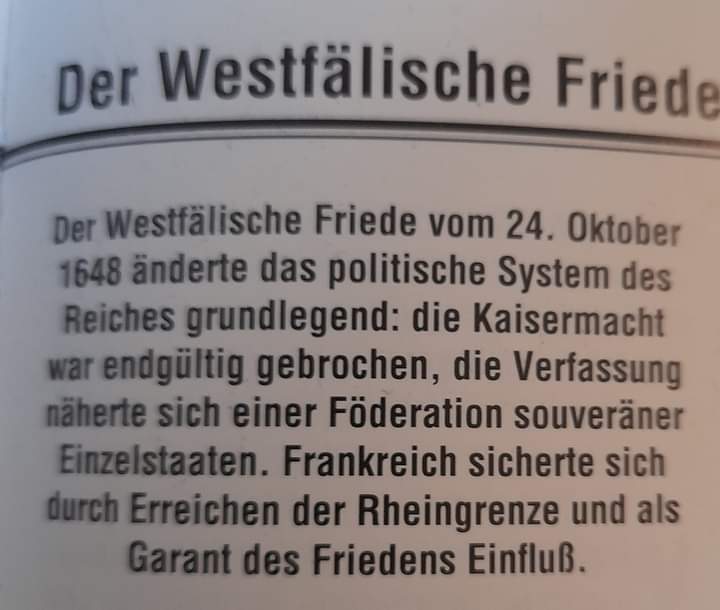 Der Westfälische Friede
Der Westfälische Friede vom 24. Oktober
1648 änderte das politische System des
Reiches grundlegend: die Kaisermacht
war endgültig gebrochen, die Verfassung
näherte sich einer Föderation souveräner
Einzelstaaten. Frankreich sicherte sich
durch Erreichen der Rheingrenze und als
Garant des Friedens Einfluß.